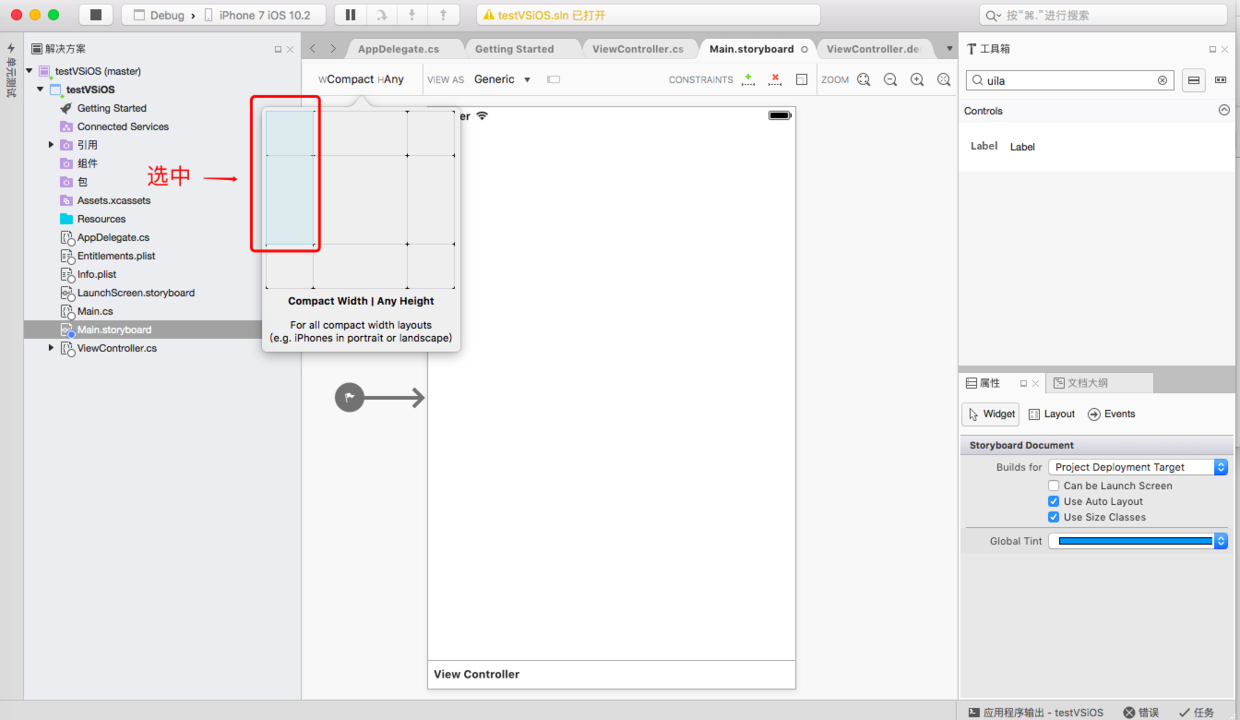 Debug
iPhone 7 iOS 10.2
testVSiOS.sln 已打开
按“⌘.”进行搜索
单元测试
解决方案
testVSiOS (master)
testVSiOS
Getting Started
Connected Services
引用
组件
包
Assets.xcassets
Resources
AppDelegate.cs
Entitlements.plist
Info.plist
LaunchScreen.storyboard
Main.cs
Main.storyboard
ViewController.cs
AppDelegate.cs
Getting Started
ViewController.cs
Main.storyboard
ViewController.de
wCompact hAny
VIEW AS
Generic
CONSTRAINTS
ZOOM
er
选中
Compact Width | Any Height
For all compact width layouts
(e.g. iPhones in portrait or landscape)
View Controller
工具箱
uila
Controls
Label
Label
属性
文档大纲
Widget
Layout
Events
Storyboard Document
Builds for
Project Deployment Target
Can be Launch Screen
Use Auto Layout
Use Size Classes
Global Tint
应用程序输出 - testVSiOS
错误
任务